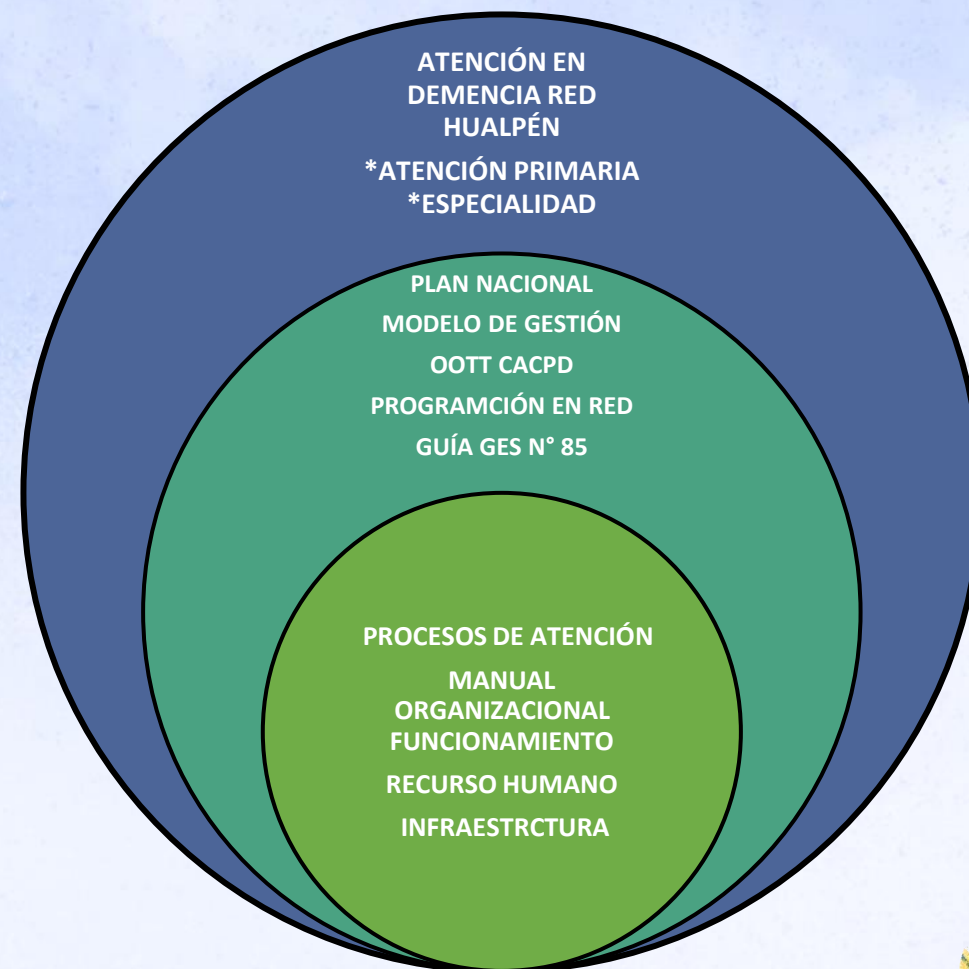 ATENCIÓN EN
DEMENCIA RED
HUALPÉN
*ATENCIÓN PRIMARIA
*ESPECIALIDAD
PLAN NACIONAL
MODELO DE GESTIÓN
OOTT CACPD
PROGRAMCIÓN EN RED
GUÍA GES N° 85
PROCESOS DE ATENCIÓN
MANUAL
ORGANIZACIONAL
FUNCIONAMIENTO
RECURSO HUMANO
INFRAESTRCTURA